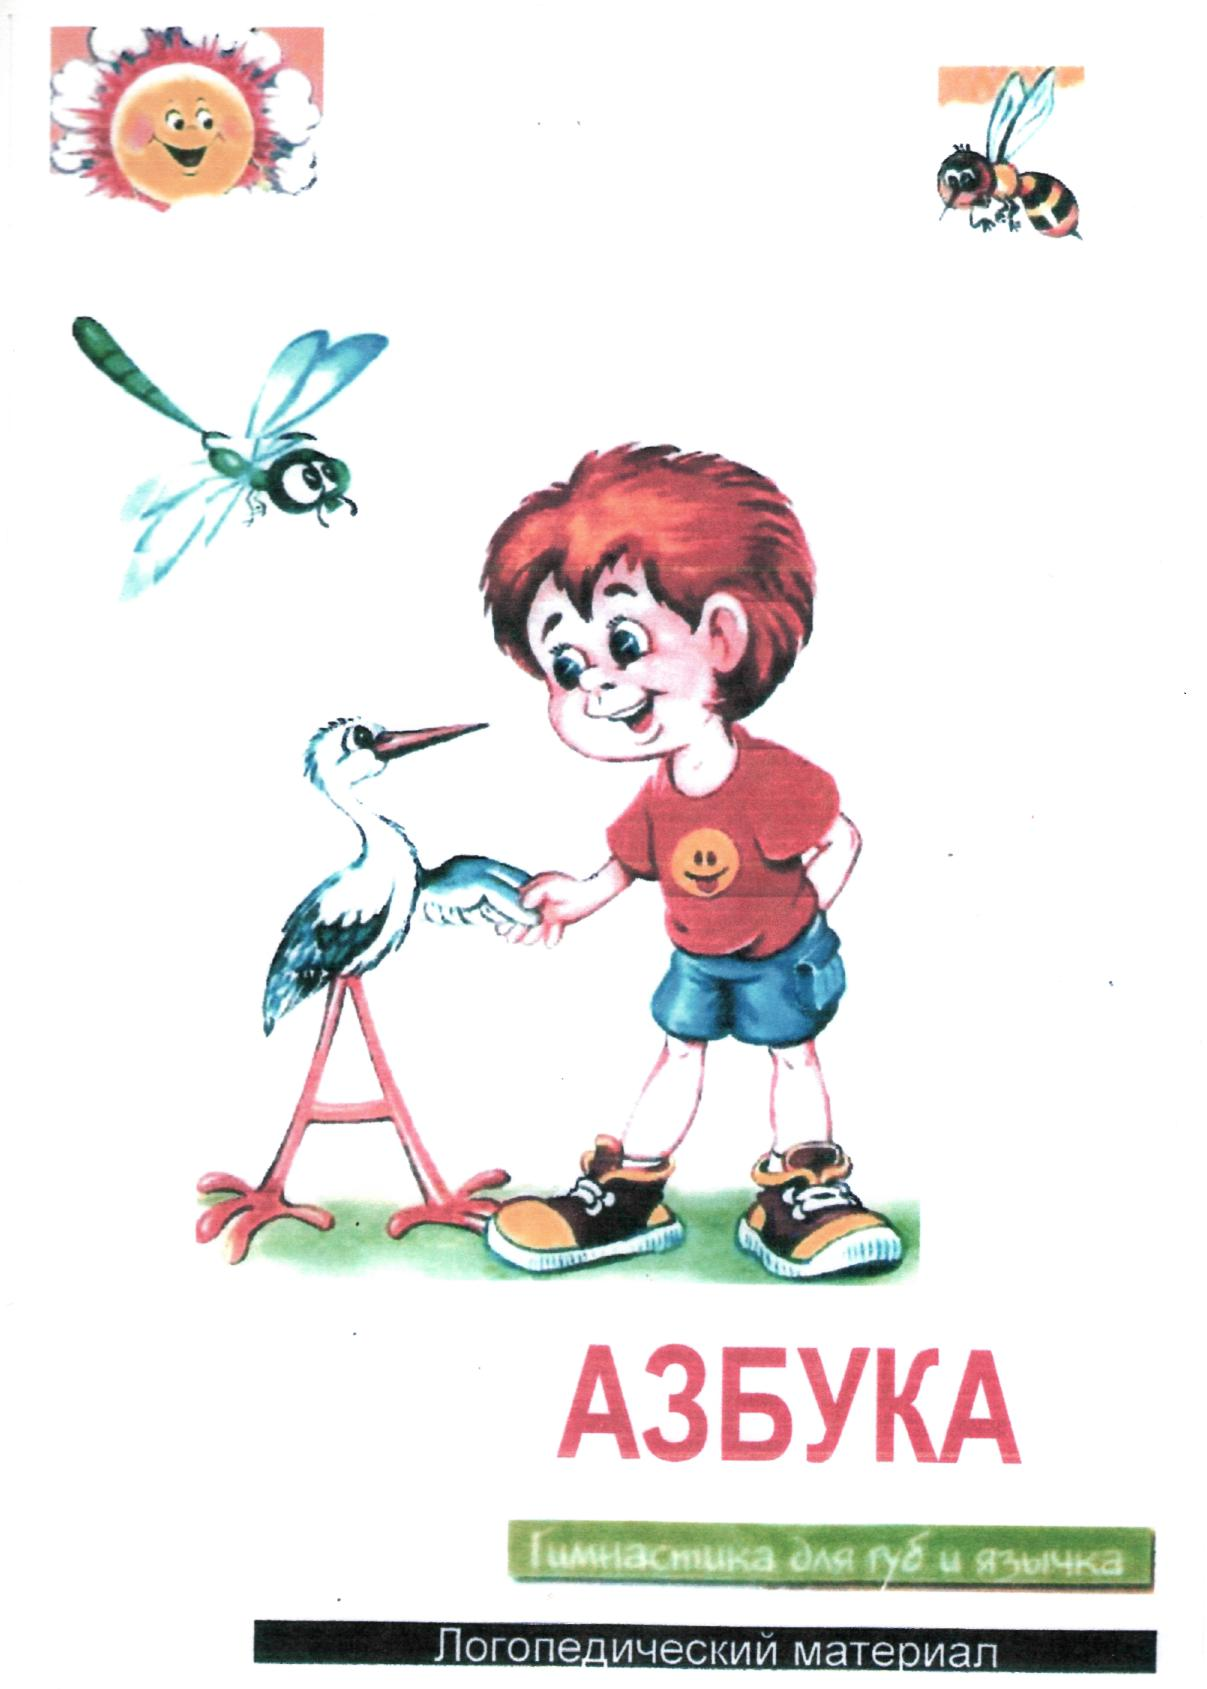 АЗБУКА
Гимнастика для губ и язычка
Логопедический материал